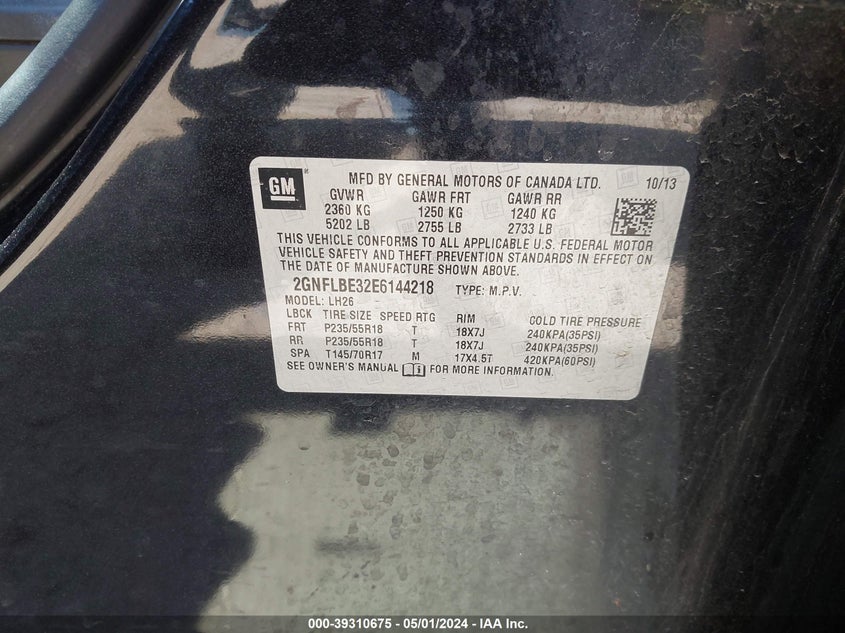 GM
MFD BY GENERAL MOTORS OF CANADA LTD. 10/13
GVWR GAWR FRT GAWR RR
2360 KG 1250 KG 1240 KG
5202 LB 2755 LB 2733 LB
THIS VEHICLE CONFORMS TO ALL APPLICABLE U.S. FEDERAL MOTOR
VEHICLE SAFETY AND THEFT PREVENTION STANDARDS IN EFFECT ON
THE DATE OF MANUFACTURE SHOWN ABOVE.
2GNFLBE32E6144218 TYPE: M.P.V.
MODEL: LH26
LBCK TIRE SIZE SPEED RTG RIM COLD TIRE PRESSURE
FRT P235/55R18 T 18X7J 240KPA(35PSI)
RR P235/55R18 T 18X7J 240KPA(35PSI)
SPA T145/70R17 M 17X4.5T 420KPA(60PSI)
SEE OWNER'S MANUAL FOR MORE INFORMATION.
000-39310675 - 05/01/2024 - IAA Inc.